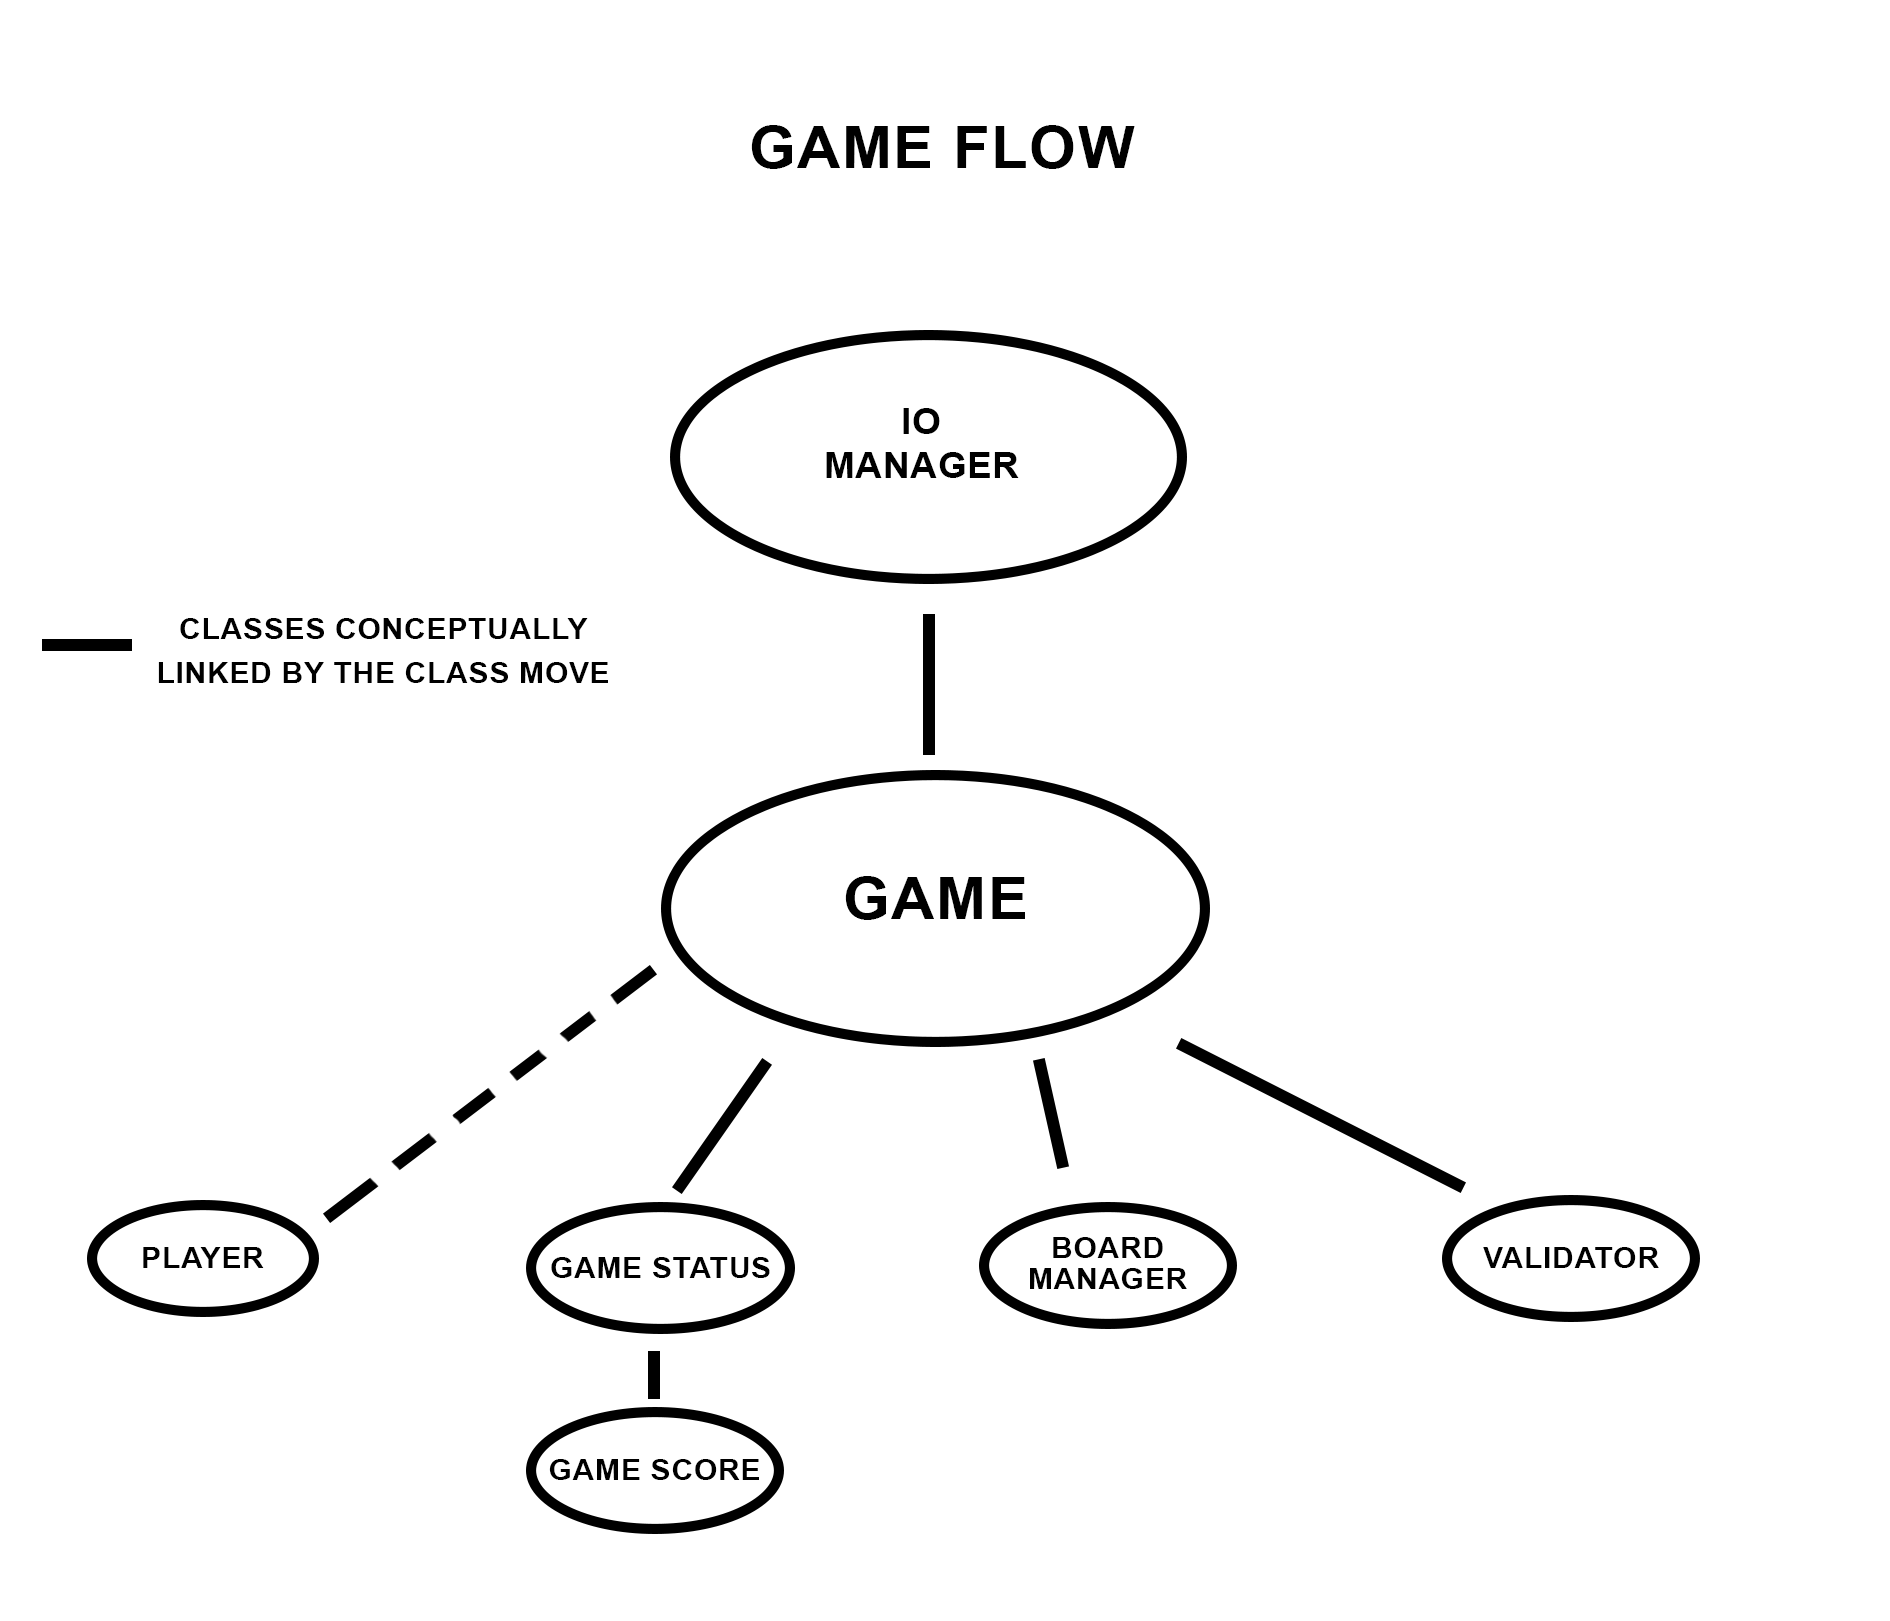 GAME FLOW
IO
MANAGER
CLASSES CONCEPTUALLY
LINKED BY THE CLASS MOVE
GAME
PLAYER
GAME STATUS
BOARD
MANAGER
VALIDATOR
GAME SCORE